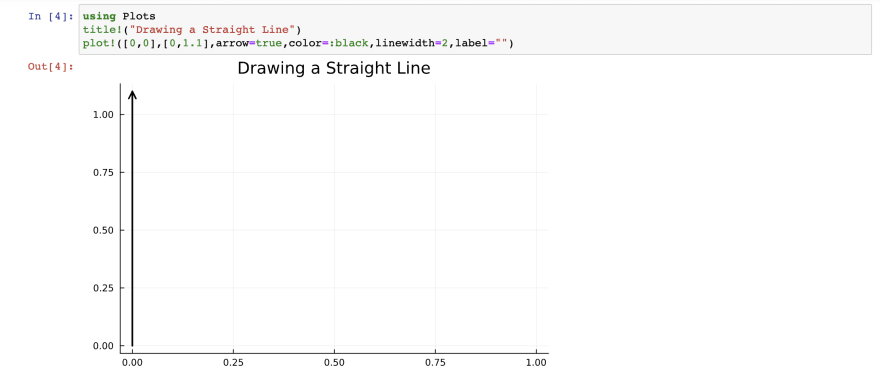 In [4]: using Plots
title!("Drawing a Straight Line")
plot!([0,0],[0,1.1],arrow=true,color=:black,linewidth=2,label="")
Out[4]:
Drawing a Straight Line
1.00
0.75
0.50
0.25
0.00
0.00 0.25 0.50 0.75 1.00